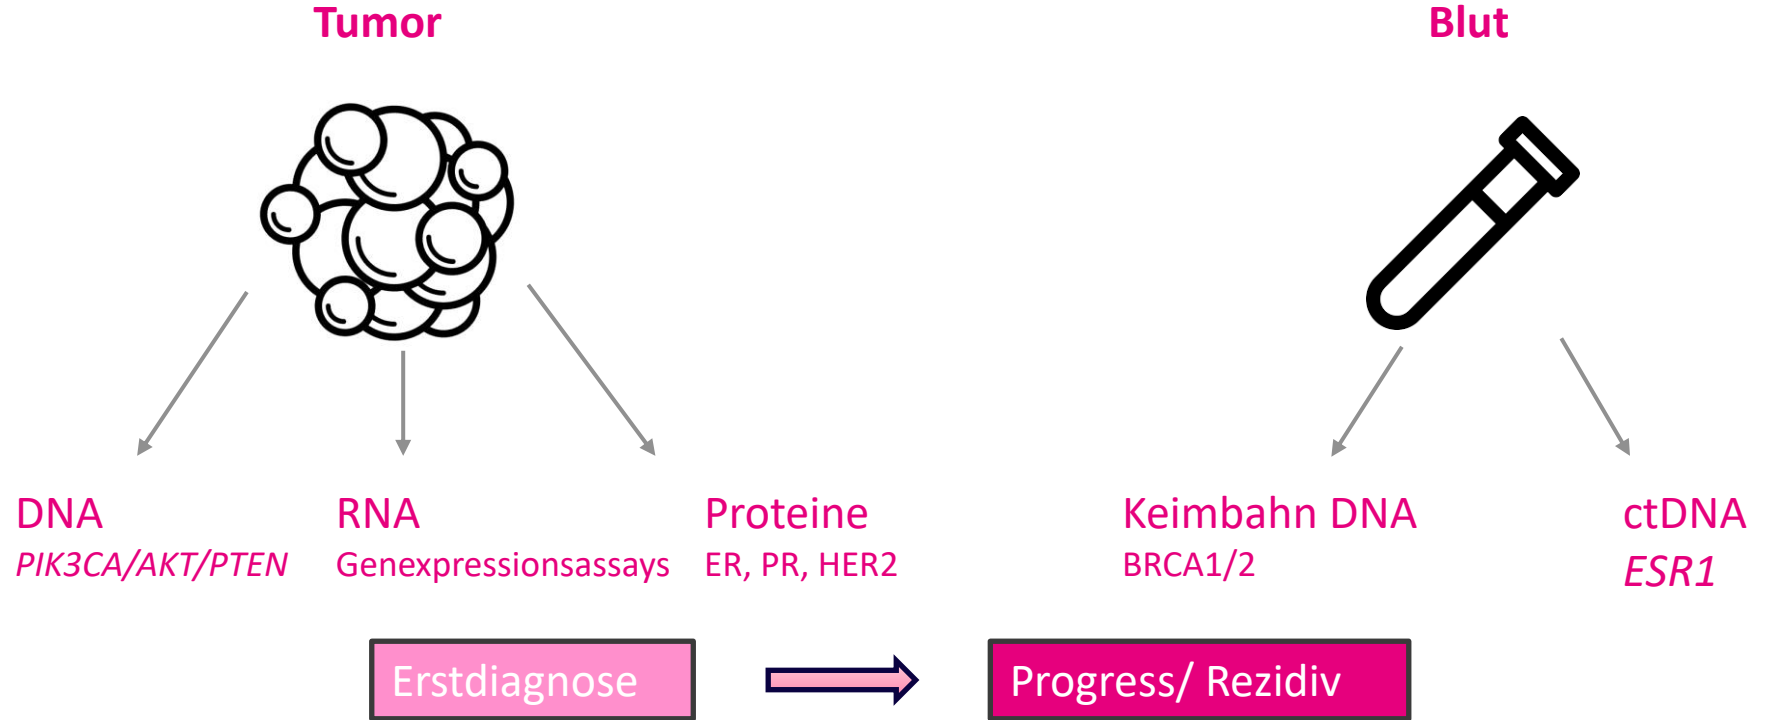 Tumor
Blut
DNA
PIK3CA/AKT/PTEN
RNA
Genexpressionsassays
Proteine
ER, PR, HER2
Keimbahn DNA
BRCA1/2
ctDNA
ESR1
Erstdiagnose
Progress/ Rezidiv